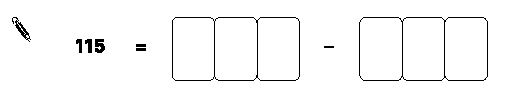 115 = −